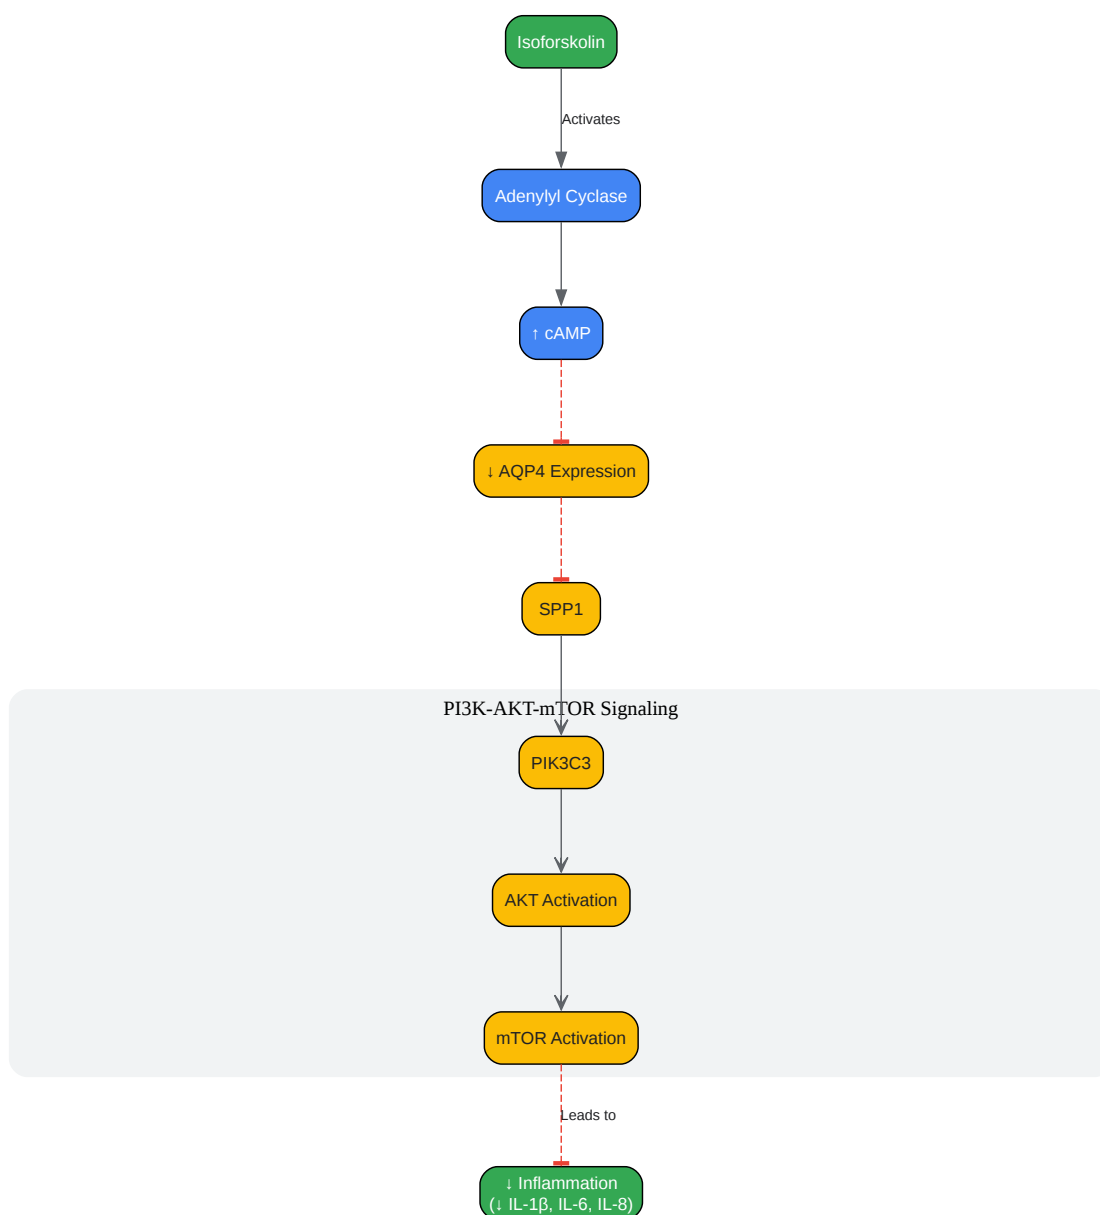 Isoforskolin
Activates
Adenylyl Cyclase
↑ cAMP
↓ AQP4 Expression
SPP1
PI3K-AKT-mTOR Signaling
PIK3C3
AKT Activation
mTOR Activation
Leads to
↓ Inflammation
(↓ IL-1β, IL-6, IL-8)